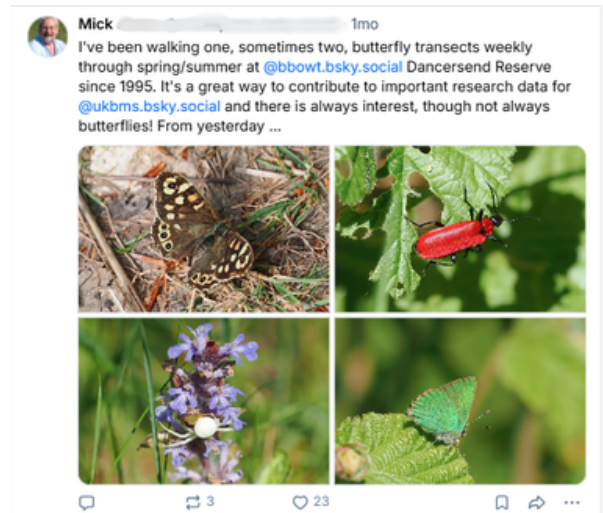 Mick
1mo
I've been walking one, sometimes two, butterfly transects weekly
through spring/summer at @bbowt.bsky.social Dancersend Reserve
since 1995. It's a great way to contribute to important research data for
@ukbms.bsky.social and there is always interest, though not always
butterflies! From yesterday ...
3
23